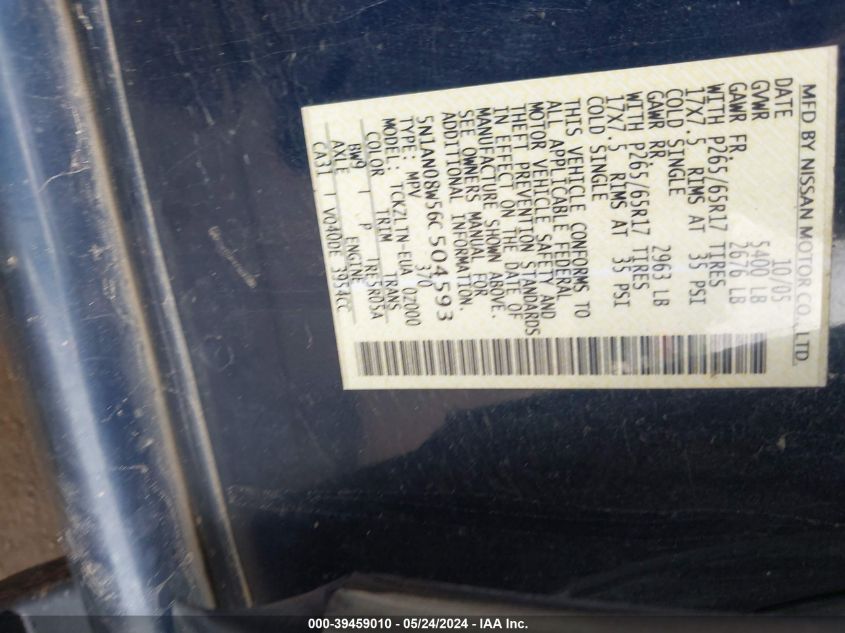 MFD BY NISSAN MOTOR CO., LTD.
DATE 10/05
GVWR 5400 LB
GAWR FR. 2676 LB
WITH P265/65R17 TIRES
17X7.5 RIMS AT 35 PSI
COLD SINGLE
GAWR RR. 2963 LB
WITH P265/65R17 TIRES
17X7.5 RIMS AT 35 PSI
COLD SINGLE
THIS VEHICLE CONFORMS TO
ALL APPLICABLE FEDERAL
MOTOR VEHICLE SAFETY AND
THEFT PREVENTION STANDARDS
IN EFFECT ON THE DATE OF
MANUFACTURE SHOWN ABOVE.
SEE OWNERS MANUAL FOR
ADDITIONAL INFORMATION.
5N1AN08W56C504593
TYPE: MPV 370
MODEL: TCKZLTN-EUA 0Z000
COLOR TRIM TRANS
BW9 P TRE5R05A
AXLE ENGINE
CA31 VQ40DE 3954CC
000-39459010 / 05/24/2024 - IAA Inc.